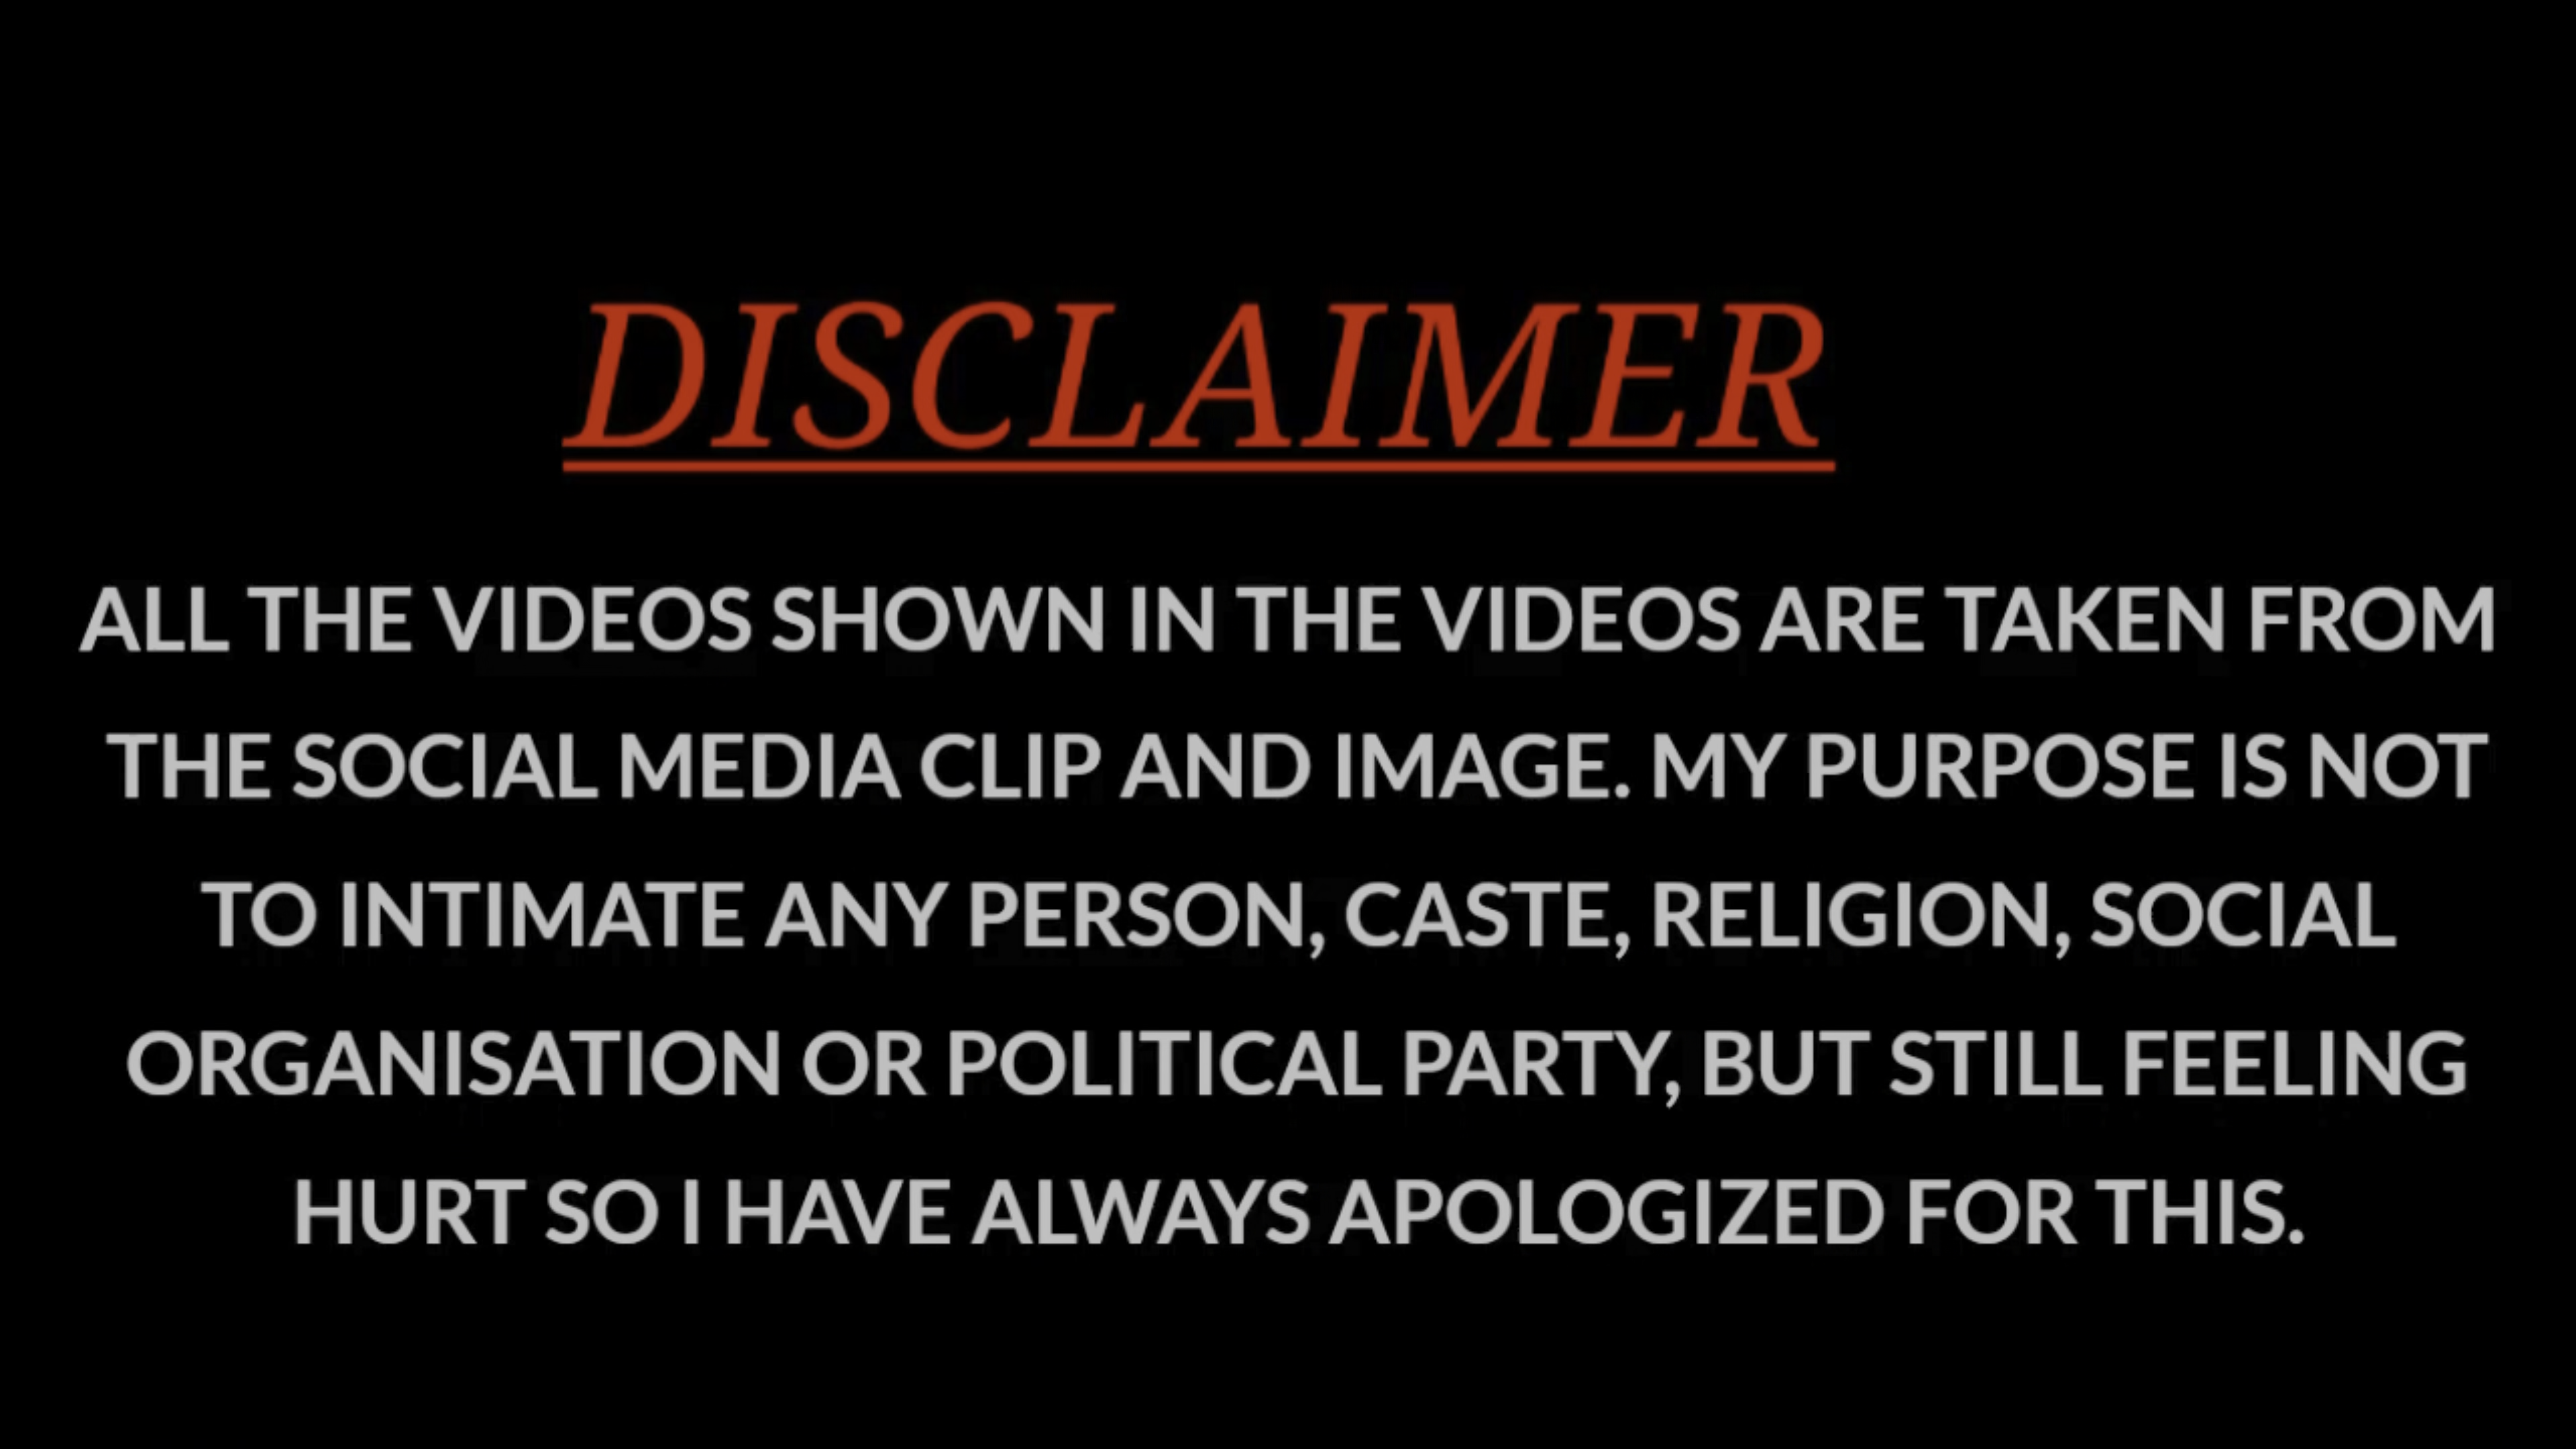 DISCLAIMER
ALL THE VIDEOS SHOWN IN THE VIDEOS ARE TAKEN FROM
THE SOCIAL MEDIA CLIP AND IMAGE. MY PURPOSE IS NOT
TO INTIMATE ANY PERSON, CASTE, RELIGION, SOCIAL
ORGANISATION OR POLITICAL PARTY, BUT STILL FEELING
HURT SO I HAVE ALWAYS APOLOGIZED FOR THIS.